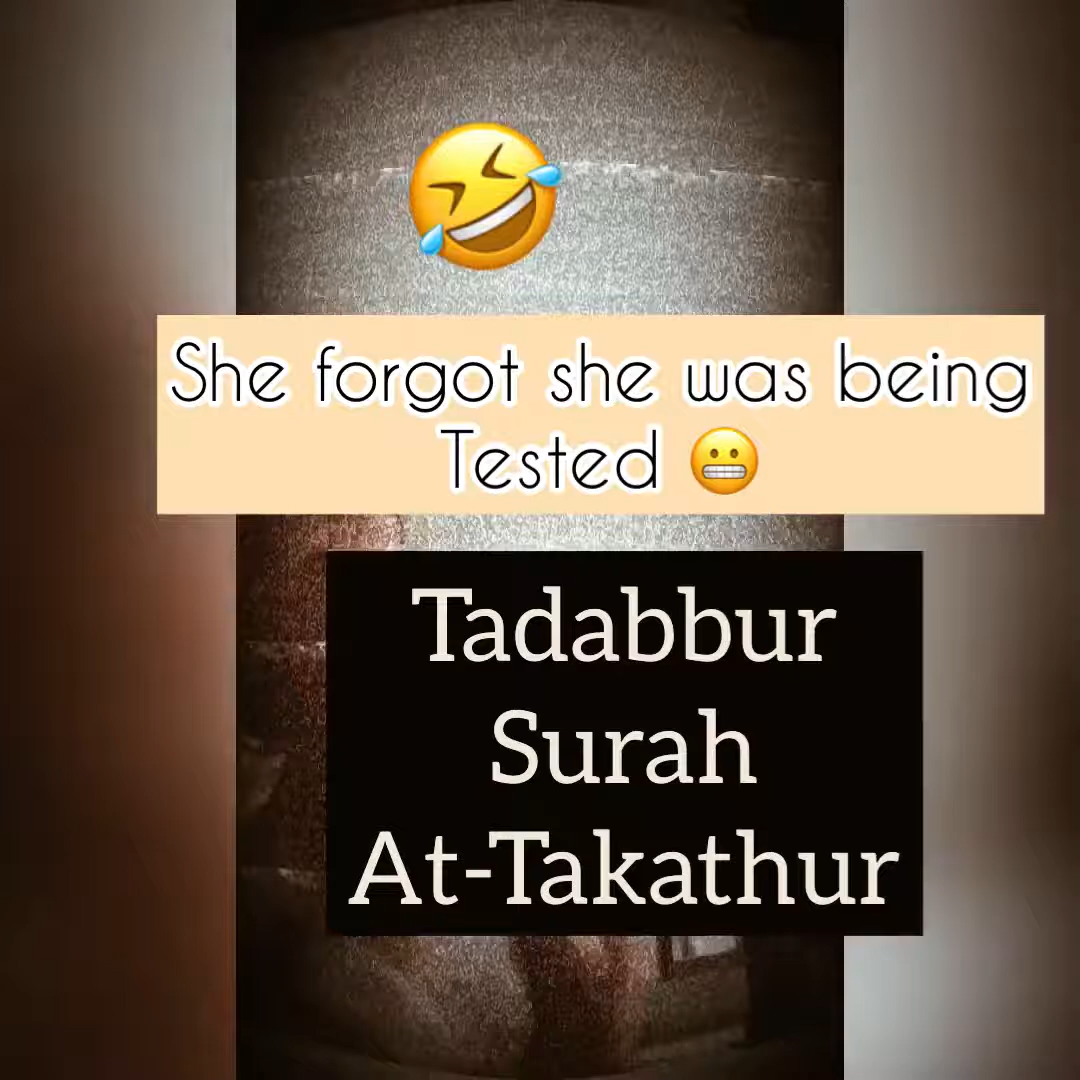 She forgot she was being
Tested 😬
Tadabbur
Surah
At-Takathur